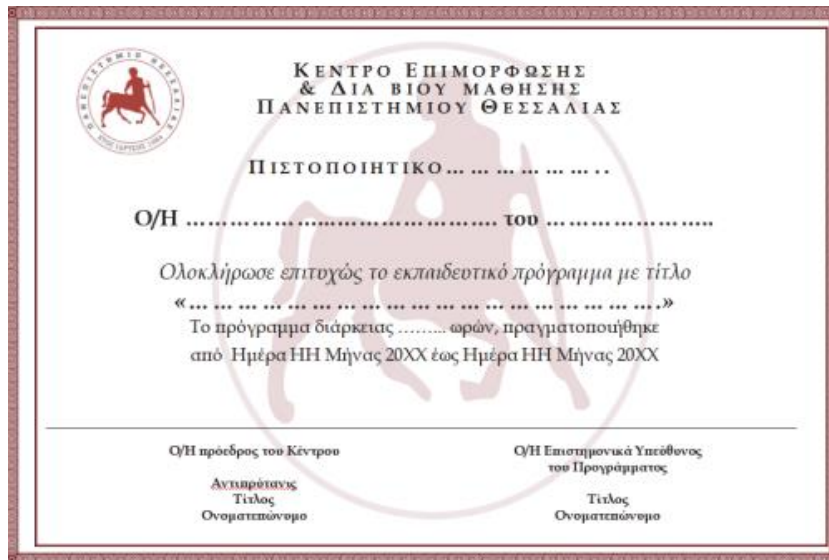 ΠΑΝΕΠΙΣΤΗΜΙΟ ΘΕΣΣΑΛΙΑΣ
ΚΕΝΤΡΟ ΕΠΙΜΟΡΦΩΣΗΣ
& ΔΙΑ ΒΙΟΥ ΜΑΘΗΣΗΣ
ΠΑΝΕΠΙΣΤΗΜΙΟΥ ΘΕΣΣΑΛΙΑΣ
ΠΙΣΤΟΠΟΙΗΤΙΚΟ ... ... ... ... ... . .
Ο/Η ……………………………………. του …………………..
Ολοκλήρωσε επιτυχώς το εκπαιδευτικό πρόγραμμα με τίτλο
«... ... ... ... ... ... ... ... ... ... ... ... ... ... ... ... ... ... ....»
Το πρόγραμμα διάρκειας ……... ωρών, πραγματοποιήθηκε
από Ημέρα ΗΗ Μήνας 20ΧΧ έως Ημέρα ΗΗ Μήνας 20ΧΧ
Ο/Η πρόεδρος του Κέντρου
Αντιπρύτανις
Τίτλος
Ονοματεπώνυμο
Ο/Η Επιστημονικά Υπεύθυνος
του Προγράμματος
Τίτλος
Ονοματεπώνυμο